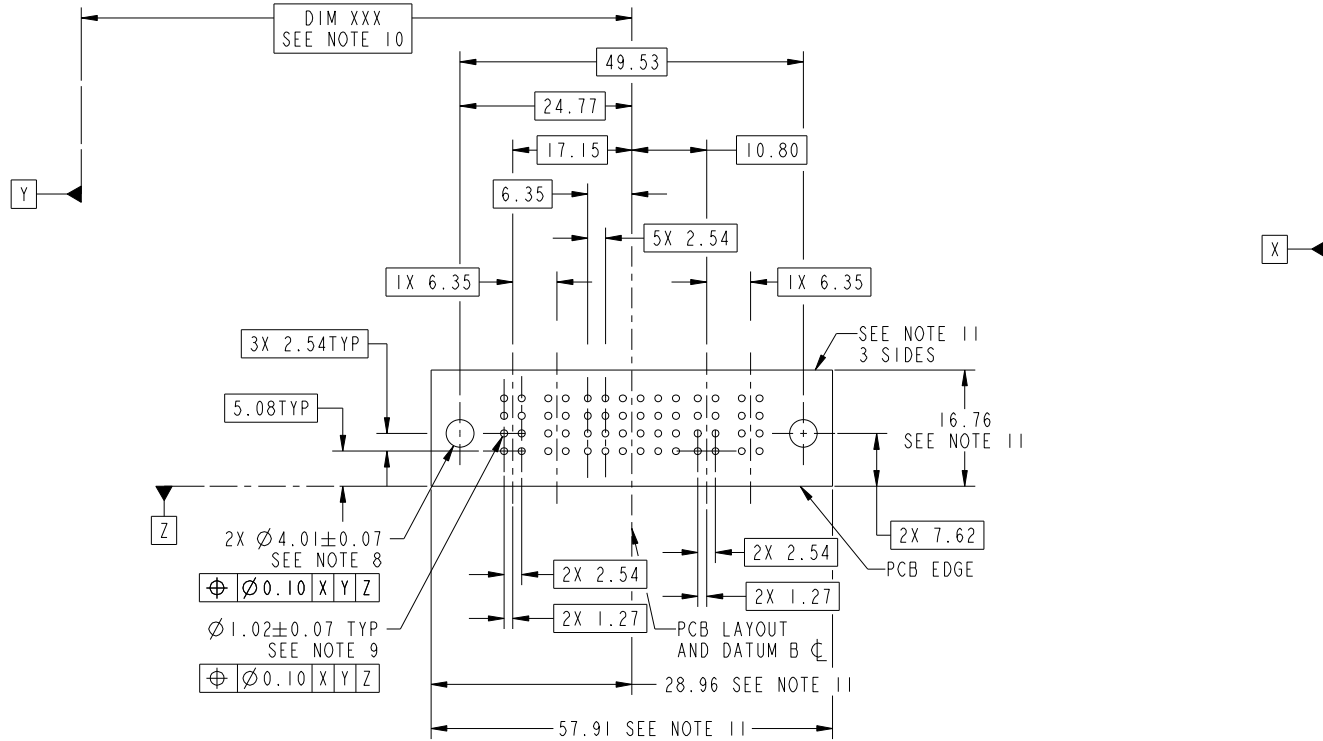 DIM XXX
SEE NOTE 10
49.53
24.77
17.15
10.80
Y
6.35
5X 2.54
X
1X 6.35
1X 6.35
3X 2.54TYP
SEE NOTE 11
3 SIDES
5.08TYP
16.76
SEE NOTE 11
Z
2X Ø4.01±0.07
SEE NOTE 8
⌖ Ø0.10 X Y Z
2X 7.62
2X 2.54
2X 2.54
PCB EDGE
2X 1.27
2X 1.27
Ø1.02±0.07 TYP
SEE NOTE 9
⌖ Ø0.10 X Y Z
PCB LAYOUT
AND DATUM B ℄
28.96 SEE NOTE 11
57.91 SEE NOTE 11